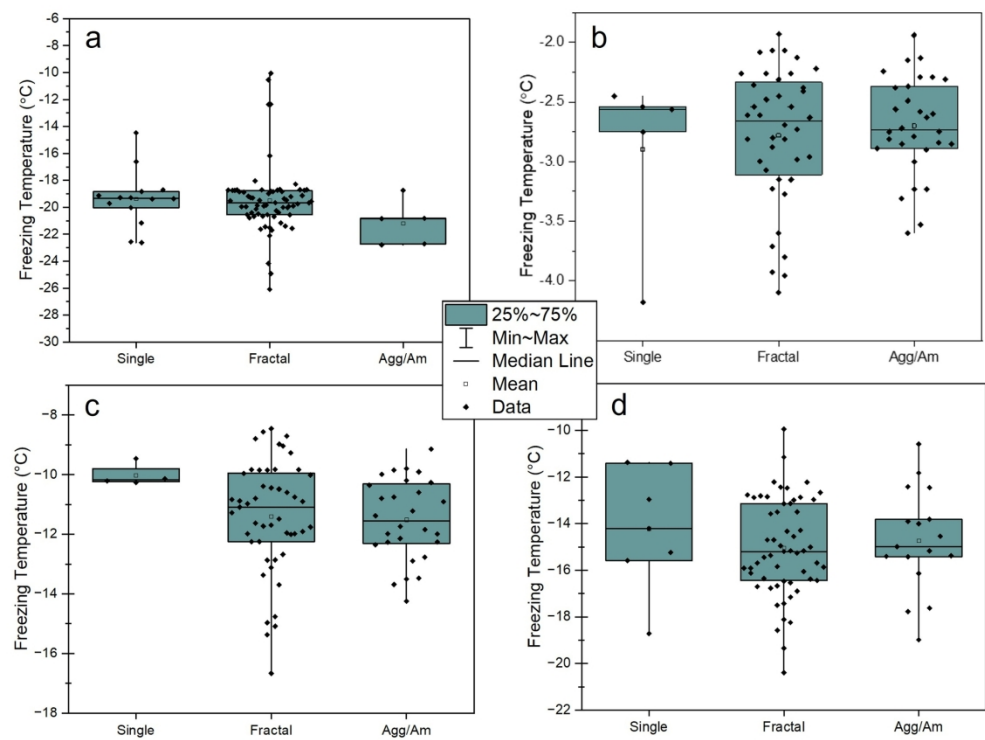 a
Freezing Temperature (°C)
-6
-8
-10
-12
-14
-16
-18
-20
-22
-24
-26
-28
-30
Single Fractal Agg/Am
b
Freezing Temperature (°C)
-2.0
-2.5
-3.0
-3.5
-4.0
Single Fractal Agg/Am
25%~75%
Min~Max
Median Line
Mean
Data
c
Freezing Temperature (°C)
−8
−10
−12
−14
−16
−18
Single Fractal Agg/Am
d
Freezing Temperature (°C)
−10
−12
−14
−16
−18
−20
−22
Single Fractal Agg/Am